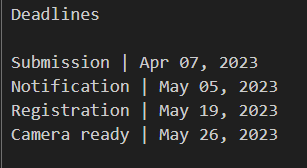 Deadlines
Submission | Apr 07, 2023
Notification | May 05, 2023
Registration | May 19, 2023
Camera ready | May 26, 2023